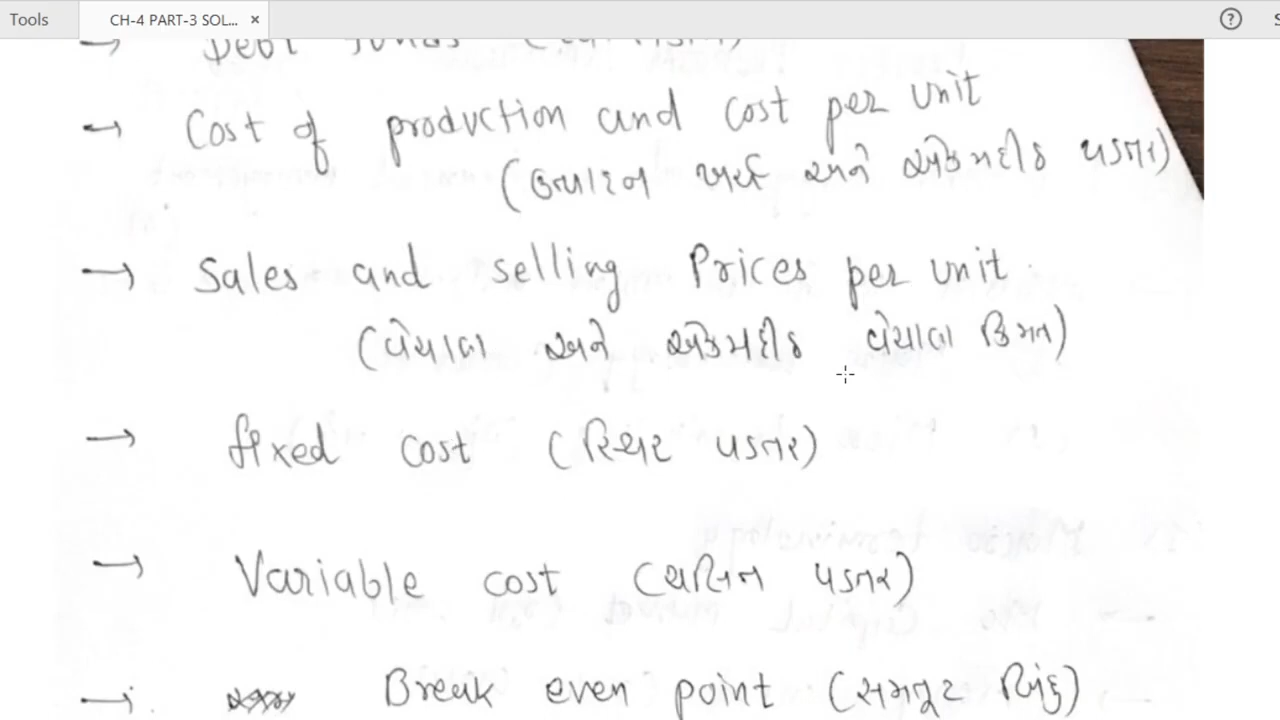 Tools
CH-4 PART-3 SOL... ×
?
→ Debt funds
→ Cost of production and cost per unit
(ઉત્પાદન ખર્ચ અને એકમદીઠ પડતર)
→ Sales and selling Prices per unit.
(વેચાણ અને એકમદીઠ વેચાણ કિંમત)
→ fixed cost (સ્થિર પડતર)
→ Variable cost (ચલિત પડતર)
→ Break even point (સમતૂટ બિંદુ)